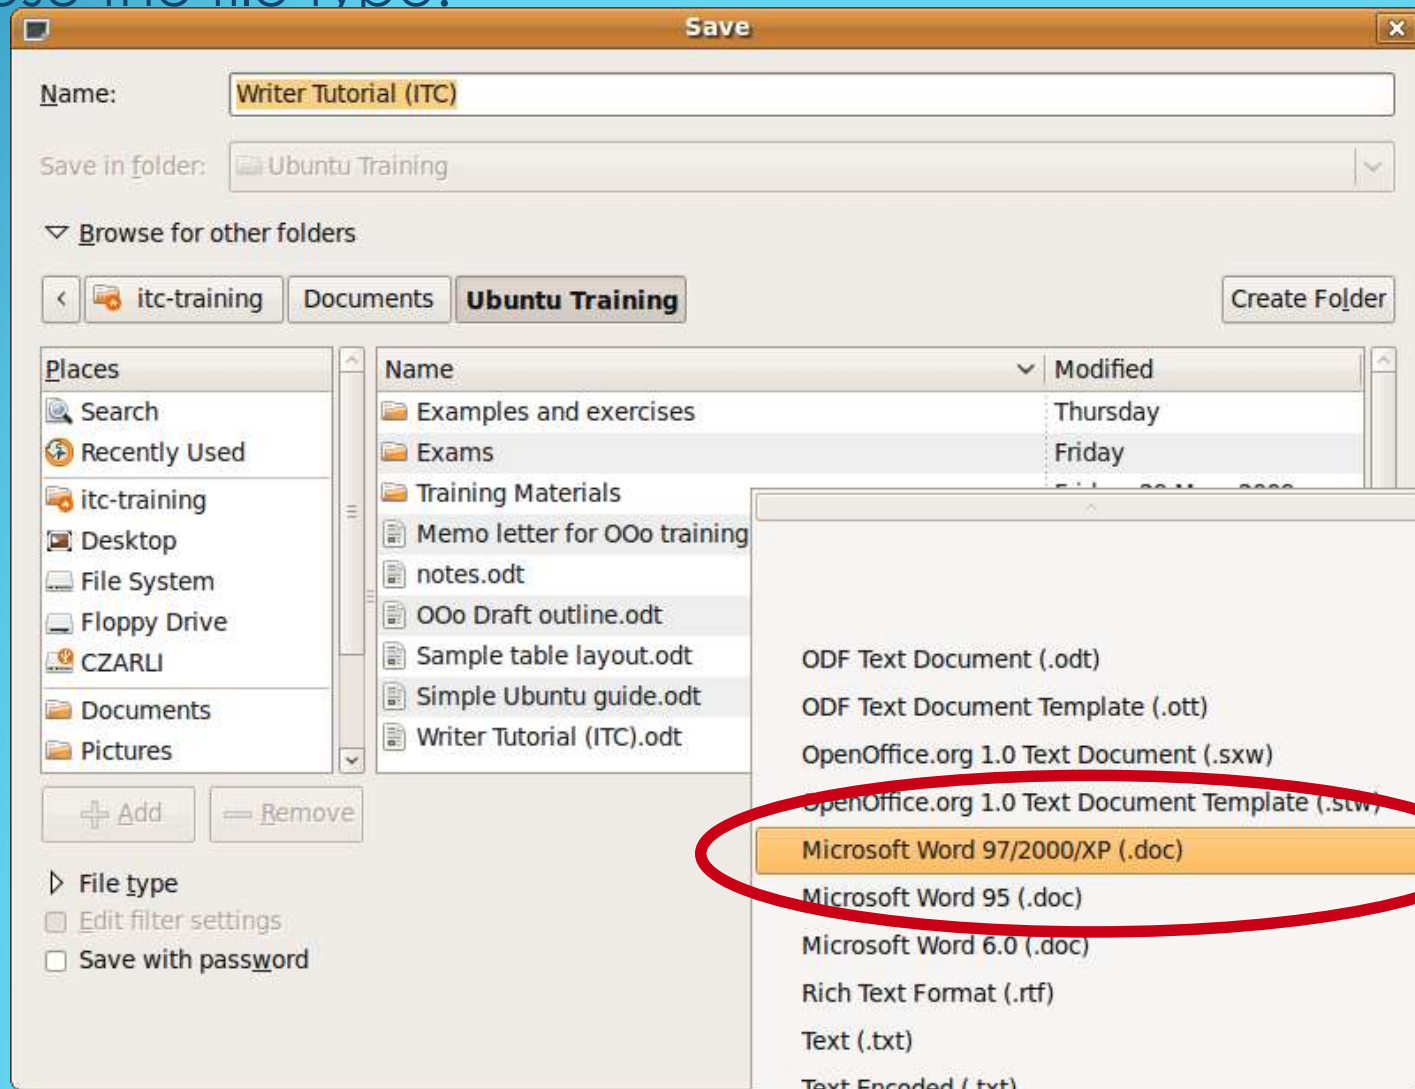 the file type.
Save
Name: Writer Tutorial (ITC)
Save in folder: Ubuntu Training
Browse for other folders
itc-training Documents Ubuntu Training Create Folder
Places Name Modified
Search Examples and exercises Thursday
Recently Used Exams Friday
itc-training Training Materials
Desktop Memo letter for OOo training
File System notes.odt
Floppy Drive OOo Draft outline.odt
CZARLI Sample table layout.odt
Documents Simple Ubuntu guide.odt
Pictures Writer Tutorial (ITC).odt
Add Remove
File type
Edit filter settings
Save with password
ODF Text Document (.odt)
ODF Text Document Template (.ott)
OpenOffice.org 1.0 Text Document (.sxw)
OpenOffice.org 1.0 Text Document Template (.stw)
Microsoft Word 97/2000/XP (.doc)
Microsoft Word 95 (.doc)
Microsoft Word 6.0 (.doc)
Rich Text Format (.rtf)
Text (.txt)
Text Encoded (.txt)